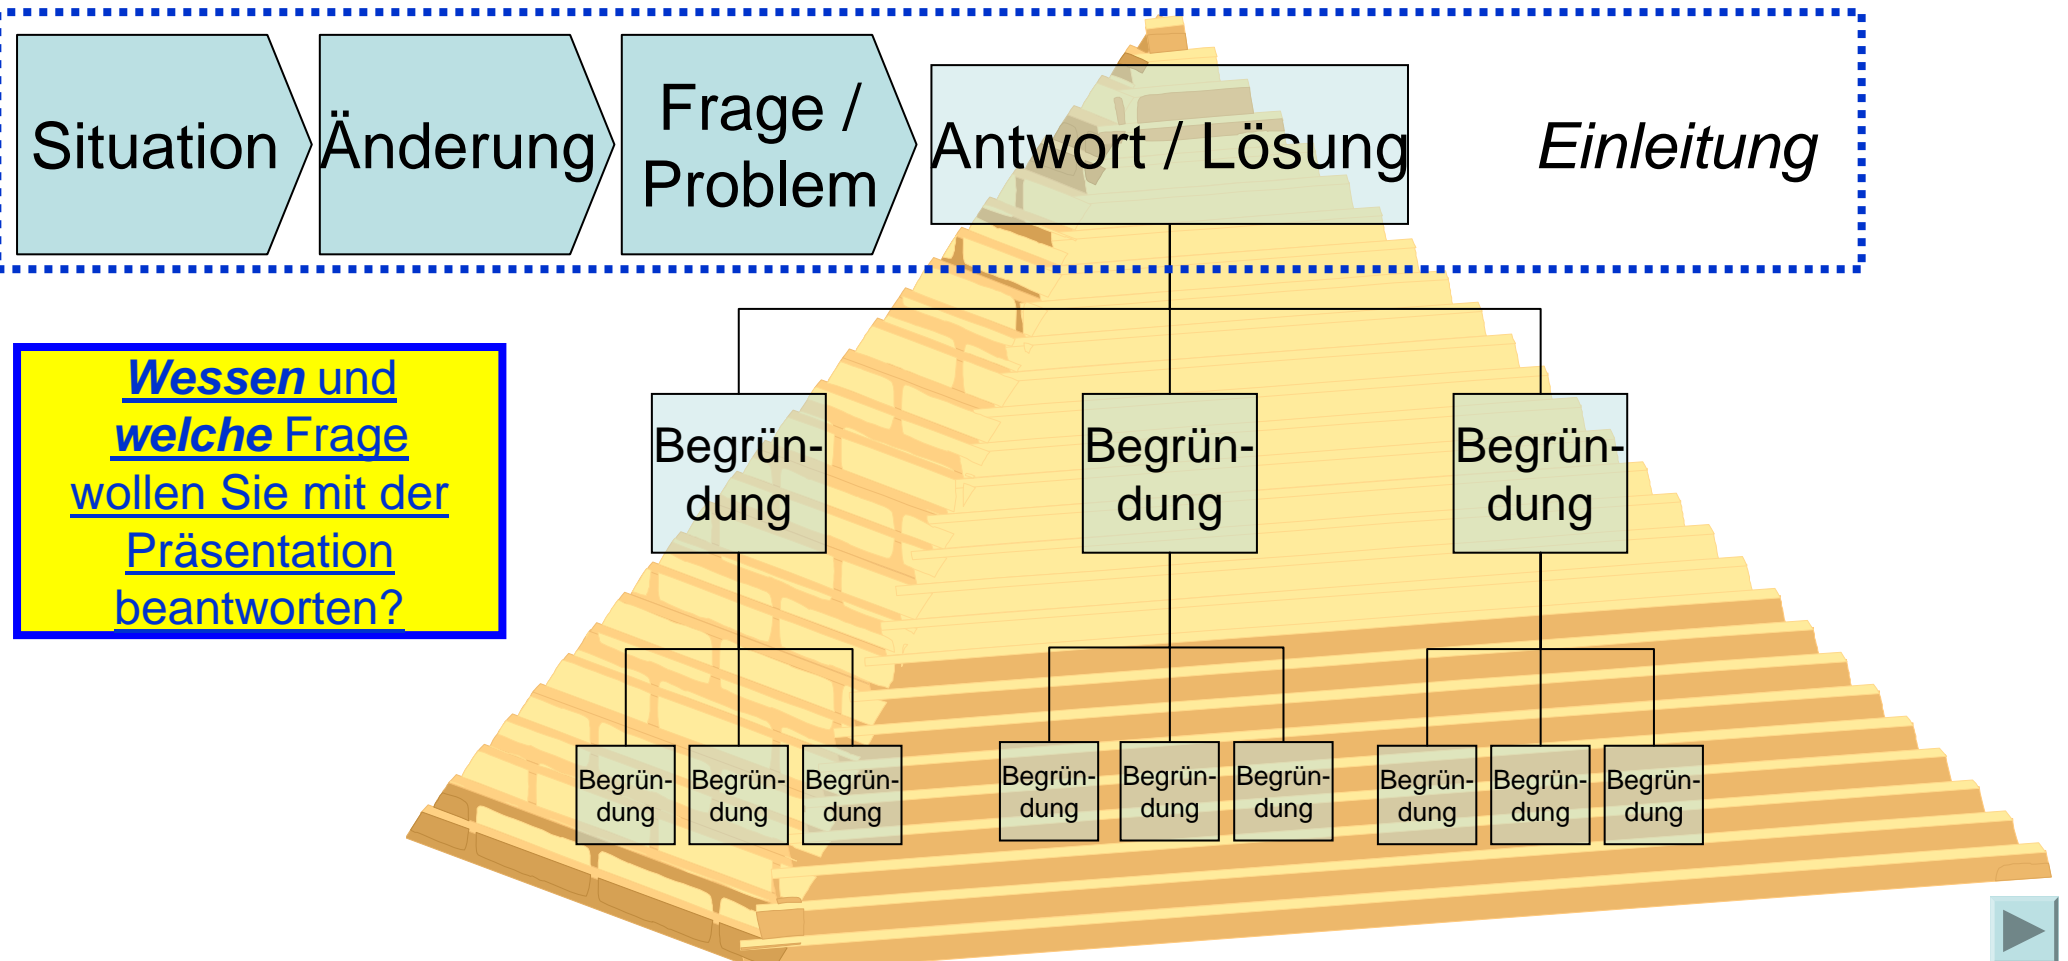 Situation
Änderung
Frage /
Problem
Antwort / Lösung
Einleitung
Wessen und
welche Frage
wollen Sie mit der
Präsentation
beantworten?
Begrün-
dung
Begrün-
dung
Begrün-
dung
Begrün-
dung
Begrün-
dung
Begrün-
dung
Begrün-
dung
Begrün-
dung
Begrün-
dung
Begrün-
dung
Begrün-
dung
Begrün-
dung